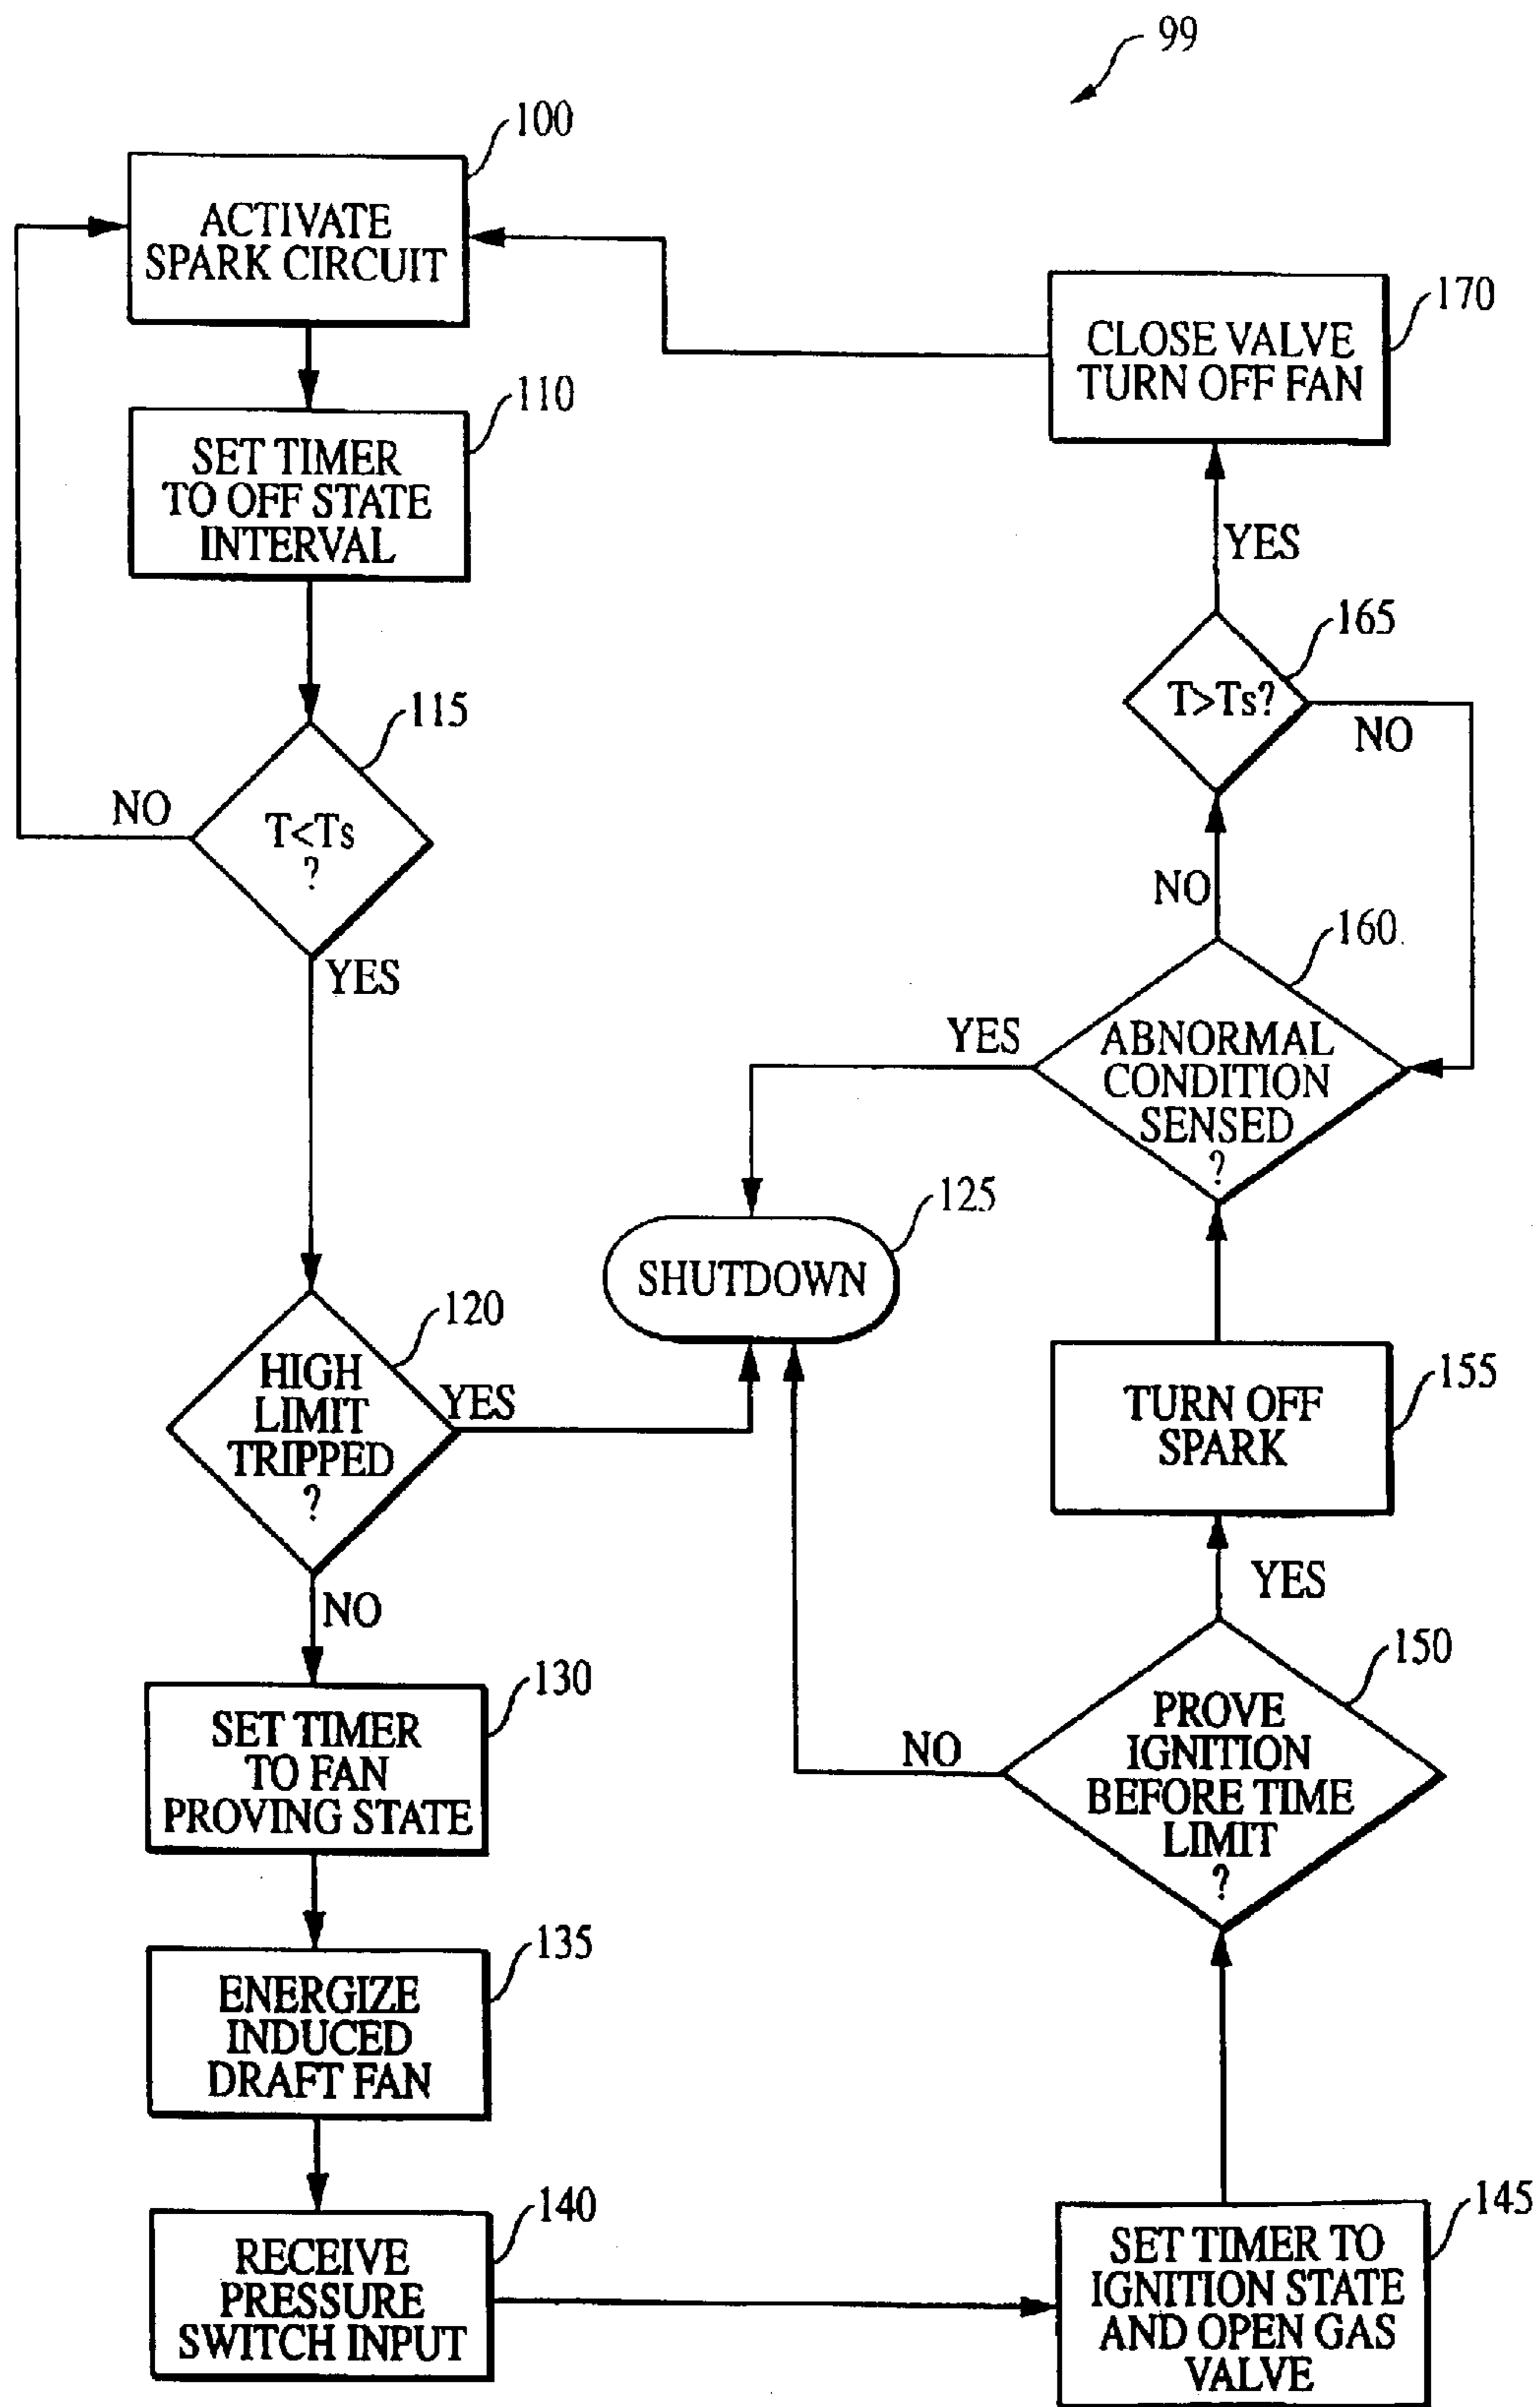 99
100
ACTIVATE
SPARK CIRCUIT
110
SET TIMER
TO OFF STATE
INTERVAL
115
T<Ts
?
NO
YES
120
HIGH
LIMIT
TRIPPED
?
YES
NO
125
SHUTDOWN
130
SET TIMER
TO FAN
PROVING STATE
135
ENERGIZE
INDUCED
DRAFT FAN
140
RECEIVE
PRESSURE
SWITCH INPUT
145
SET TIMER TO
IGNITION STATE
AND OPEN GAS
VALVE
150
PROVE
IGNITION
BEFORE TIME
LIMIT
?
NO
YES
155
TURN OFF
SPARK
160
ABNORMAL
CONDITION
SENSED
?
YES
NO
165
T>Ts?
NO
YES
170
CLOSE VALVE
TURN OFF FAN